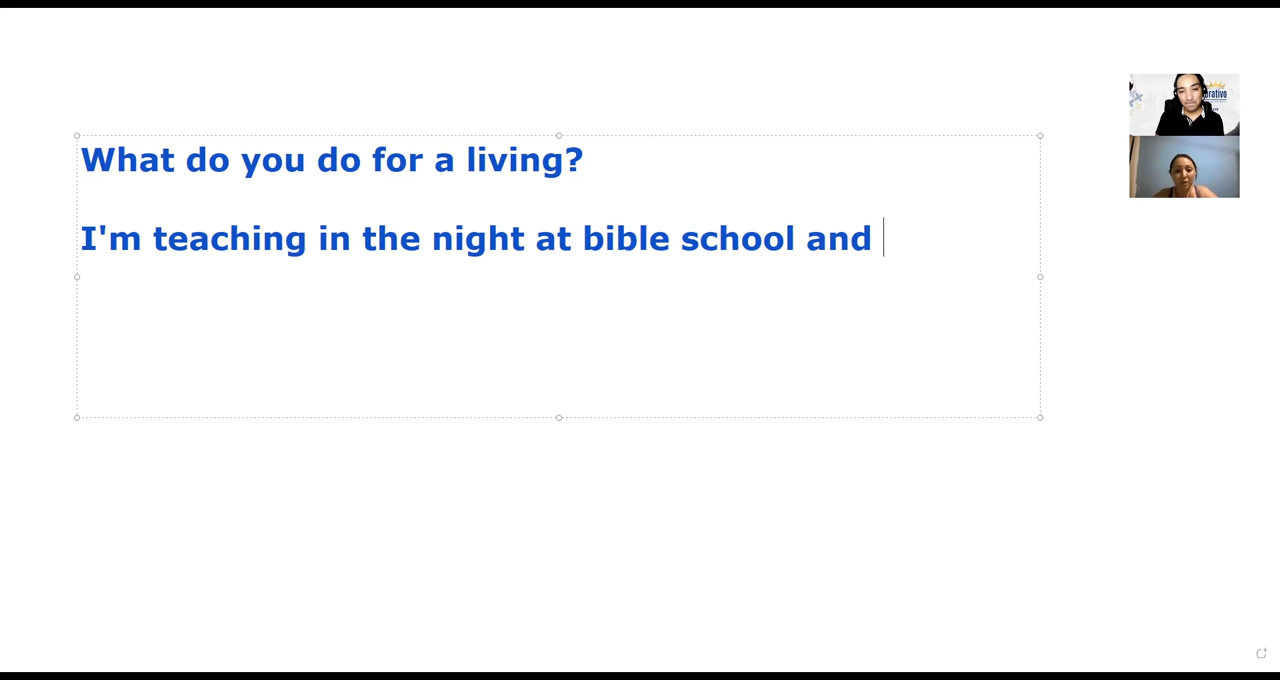 What do you do for a living?
I'm teaching in the night at bible school and